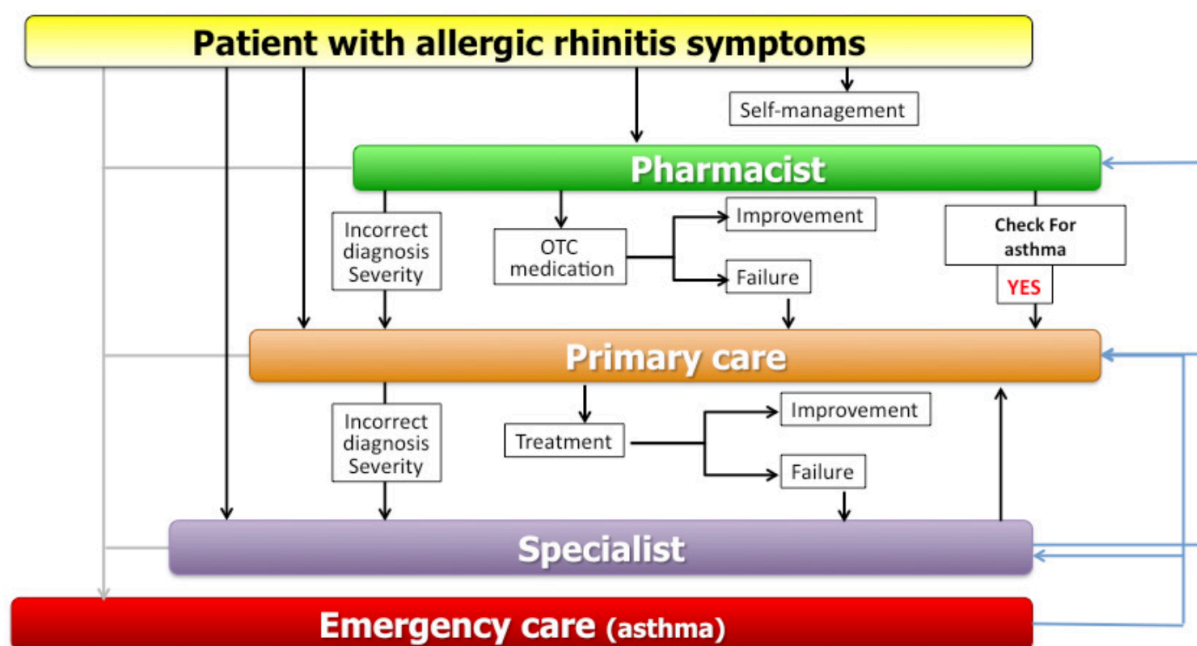 Patient with allergic rhinitis symptoms
Self-management
Pharmacist
Incorrect
diagnosis
Severity
OTC
medication
Improvement
Failure
Check For
asthma
YES
Primary care
Incorrect
diagnosis
Severity
Treatment
Improvement
Failure
Specialist
Emergency care (asthma)